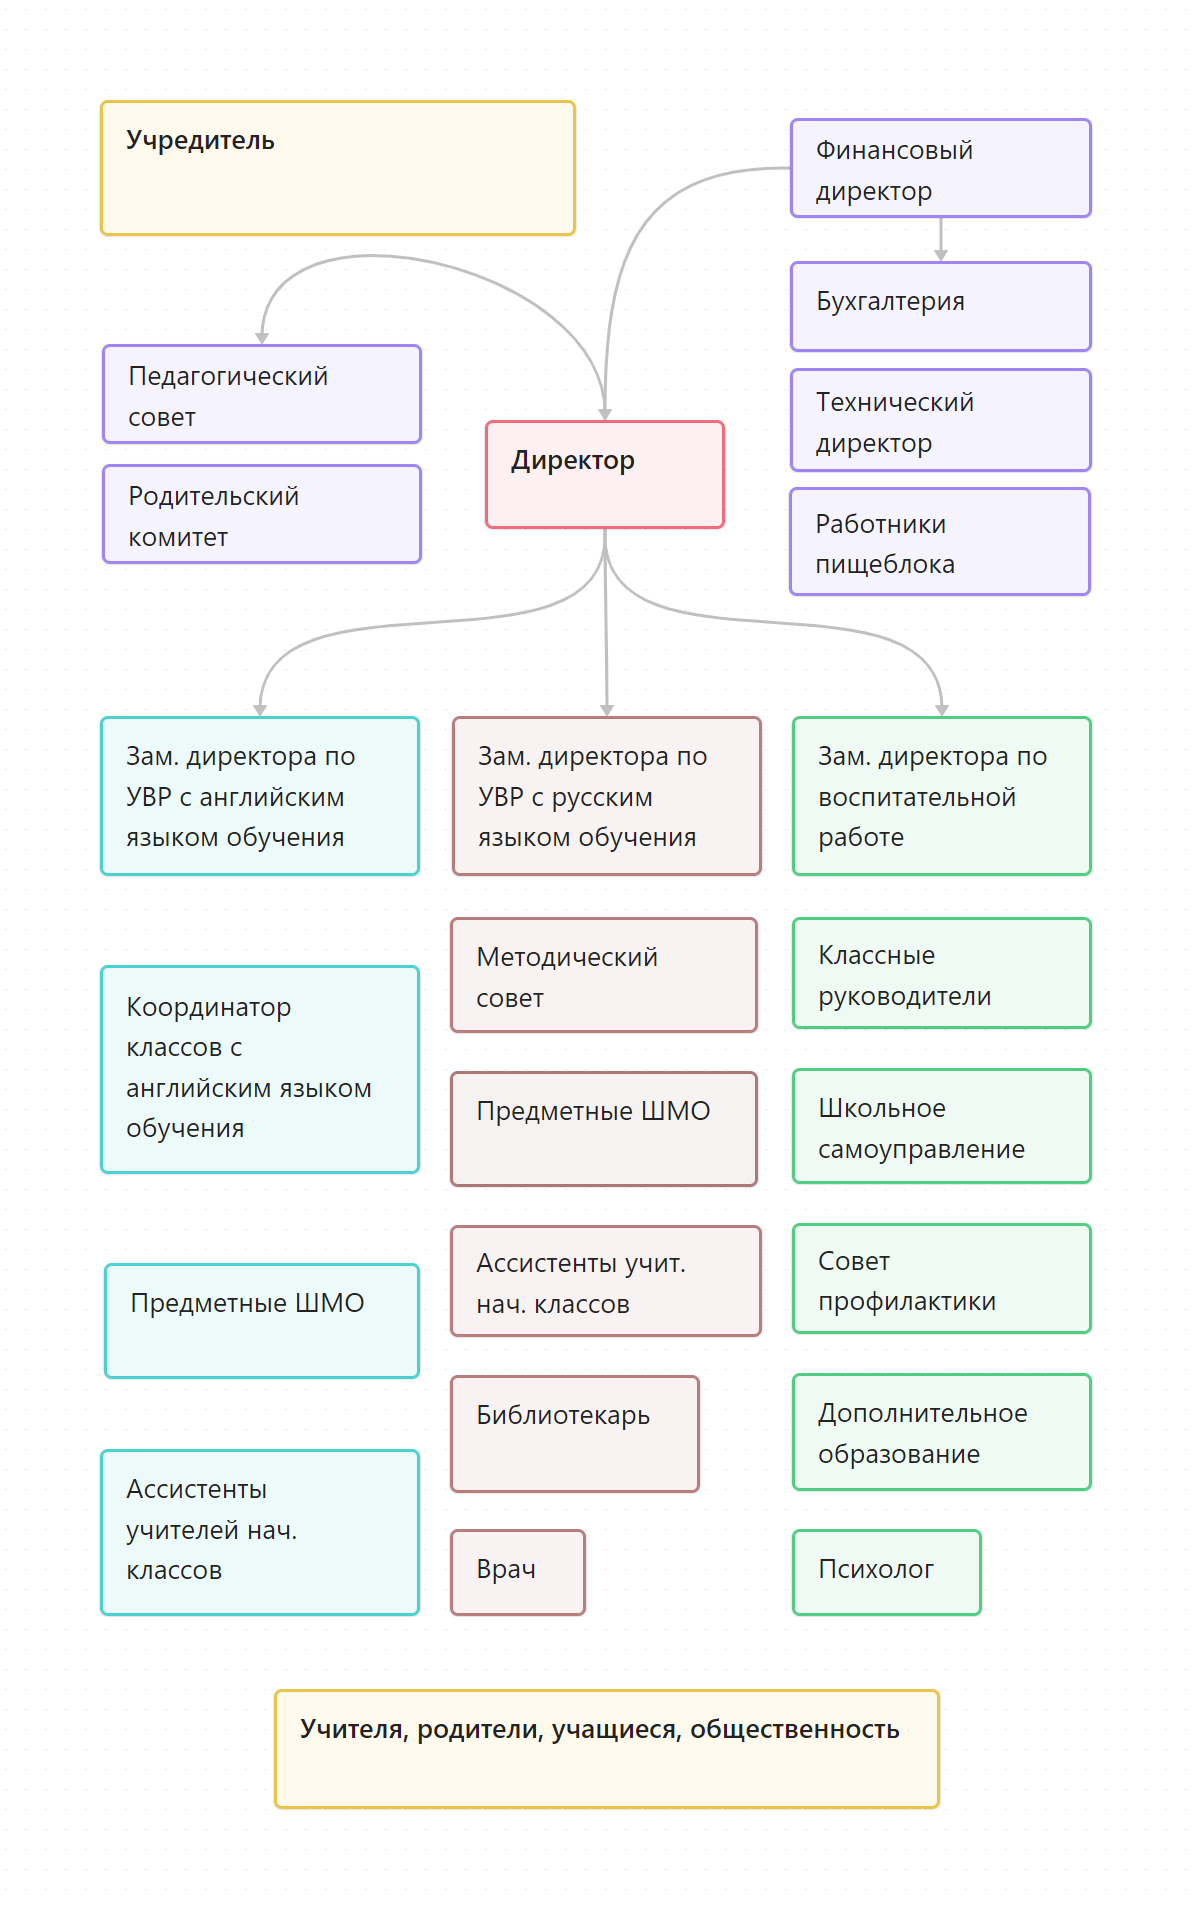 Учредитель
Финансовый
директор
Бухгалтерия
Педагогический
совет
Технический
директор
Директор
Родительский
комитет
Работники
пищеблока
Зам. директора по
УВР с английским
языком обучения
Зам. директора по
УВР с русским
языком обучения
Зам. директора по
воспитательной
работе
Координатор
классов с
английским языком
обучения
Предметные ШМО
Ассистенты
учителей нач.
классов
Методический
совет
Предметные ШМО
Ассистенты учит.
нач. классов
Библиотекарь
Врач
Классные
руководители
Школьное
самоуправление
Совет
профилактики
Дополнительное
образование
Психолог
Учителя, родители, учащиеся, общественность